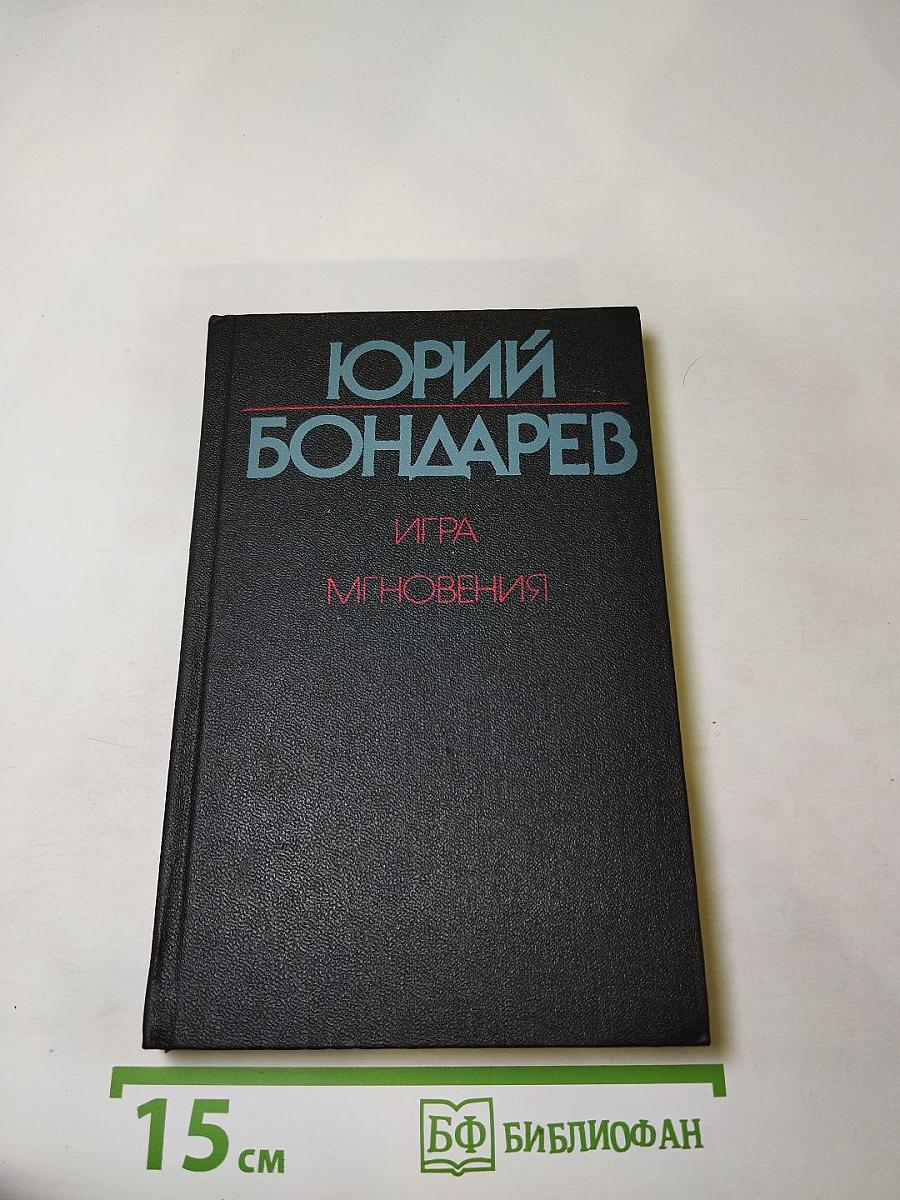 ЮРИЙ
БОНДАРЕВ
ИГРА
МГНОВЕНИЯ
15 см
БФ БИБЛИОФАН